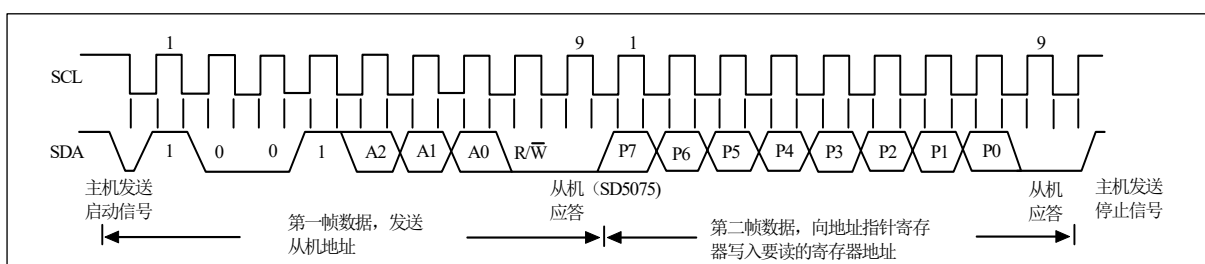 1 9 1 9
SCL
SDA 1 0 0 1 A2 A1 A0 R/W̅ P7 P6 P5 P4 P3 P2 P1 P0
主机发送
启动信号
从机（SD5075)
应答
从机
应答
主机发送
停止信号
第一帧数据，发送
从机地址
第二帧数据，向地址指针寄存
器写入要读的寄存器地址